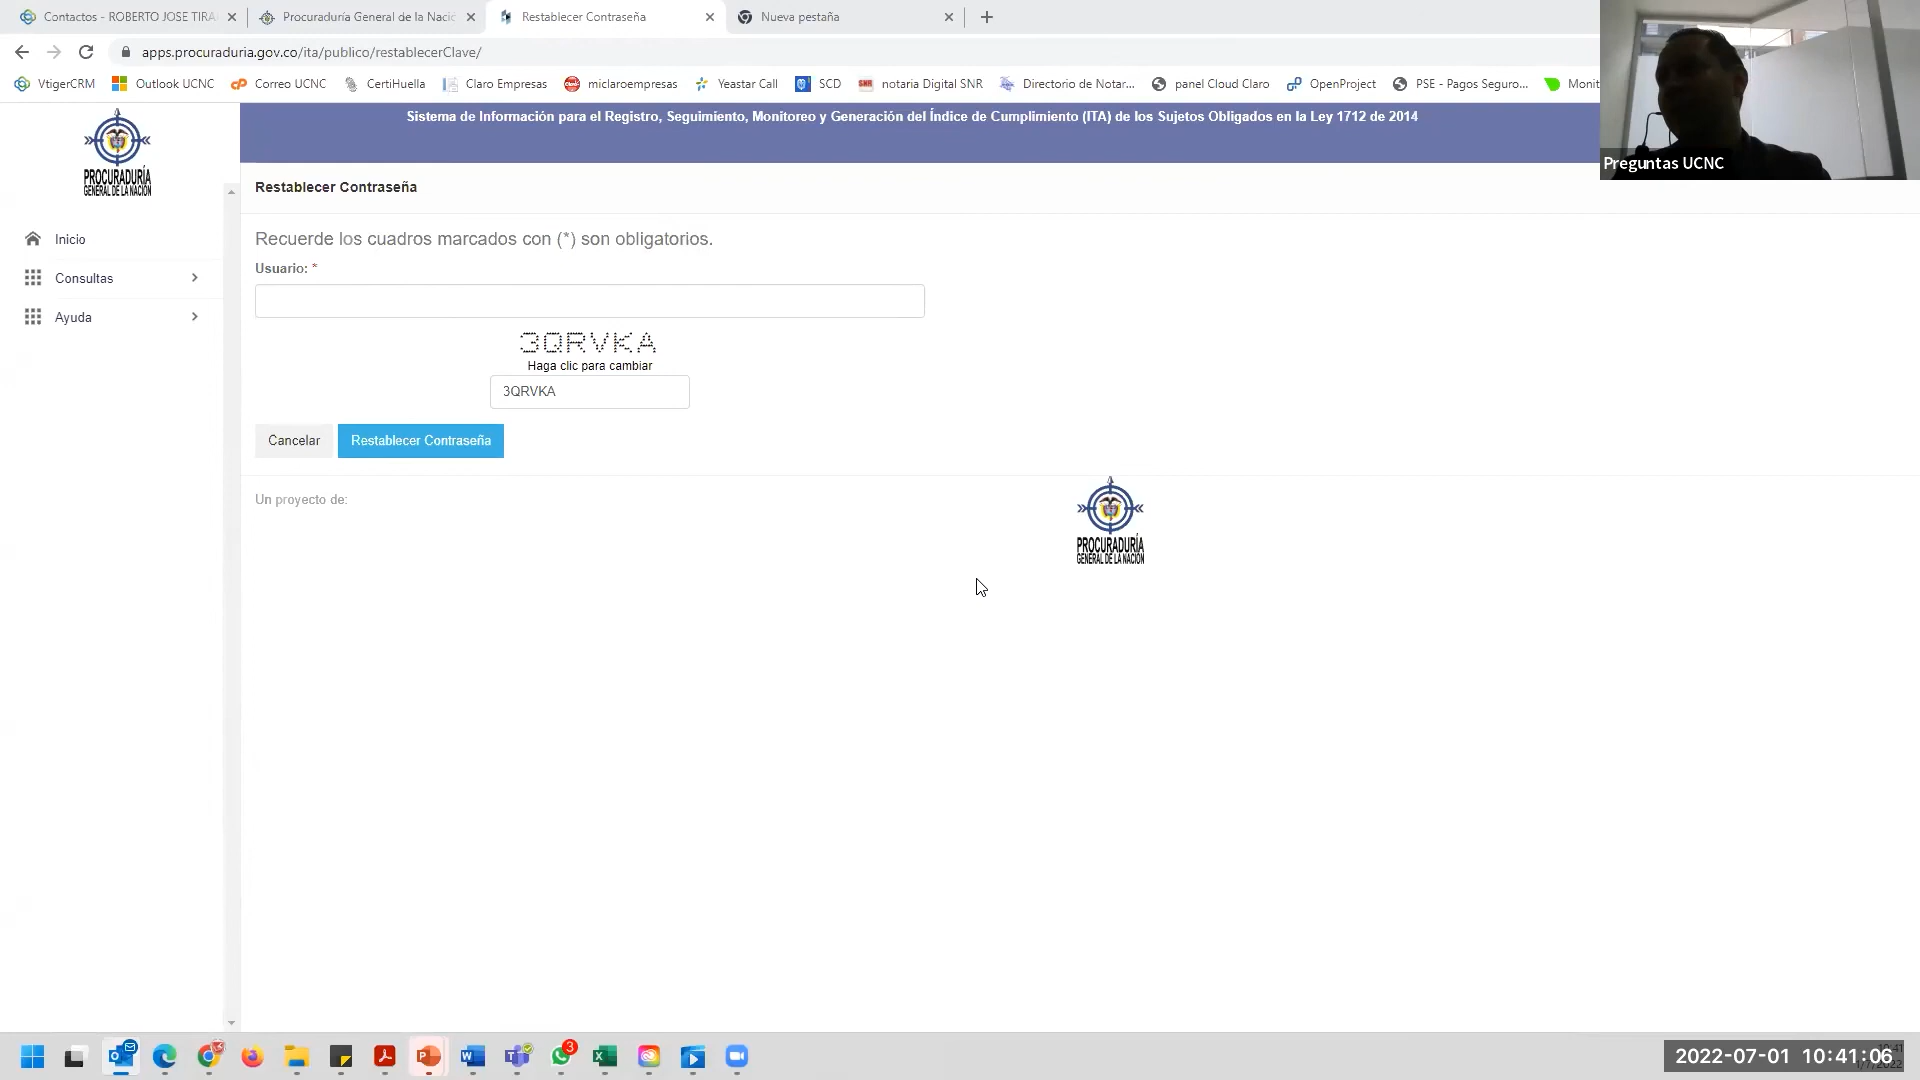 Contactos - ROBERTO JOSE TIRA
Procuraduría General de la Nació
Restablecer Contraseña
Nueva pestaña
apps.procuraduria.gov.co/ita/publico/restablecerClave/
VtigerCRM
Outlook UCNC
Correo UCNC
CertiHuella
Claro Empresas
miclaroempresas
Yeastar Call
SCD
notaria Digital SNR
Directorio de Notar...
panel Cloud Claro
OpenProject
PSE - Pagos Seguro...
Monit
Preguntas UCNC
PROCURADURÍA
GENERAL DE LA NACIÓN
Sistema de Información para el Registro, Seguimiento, Monitoreo y Generación del Índice de Cumplimiento (ITA) de los Sujetos Obligados en la Ley 1712 de 2014
Inicio
Consultas
Ayuda
Restablecer Contraseña
Recuerde los cuadros marcados con (*) son obligatorios.
Usuario: *
3QRVKA
Haga clic para cambiar
3QRVKA
Cancelar
Restablecer Contraseña
Un proyecto de:
PROCURADURÍA
GENERAL DE LA NACIÓN
3
2022-07-01 10:41:06